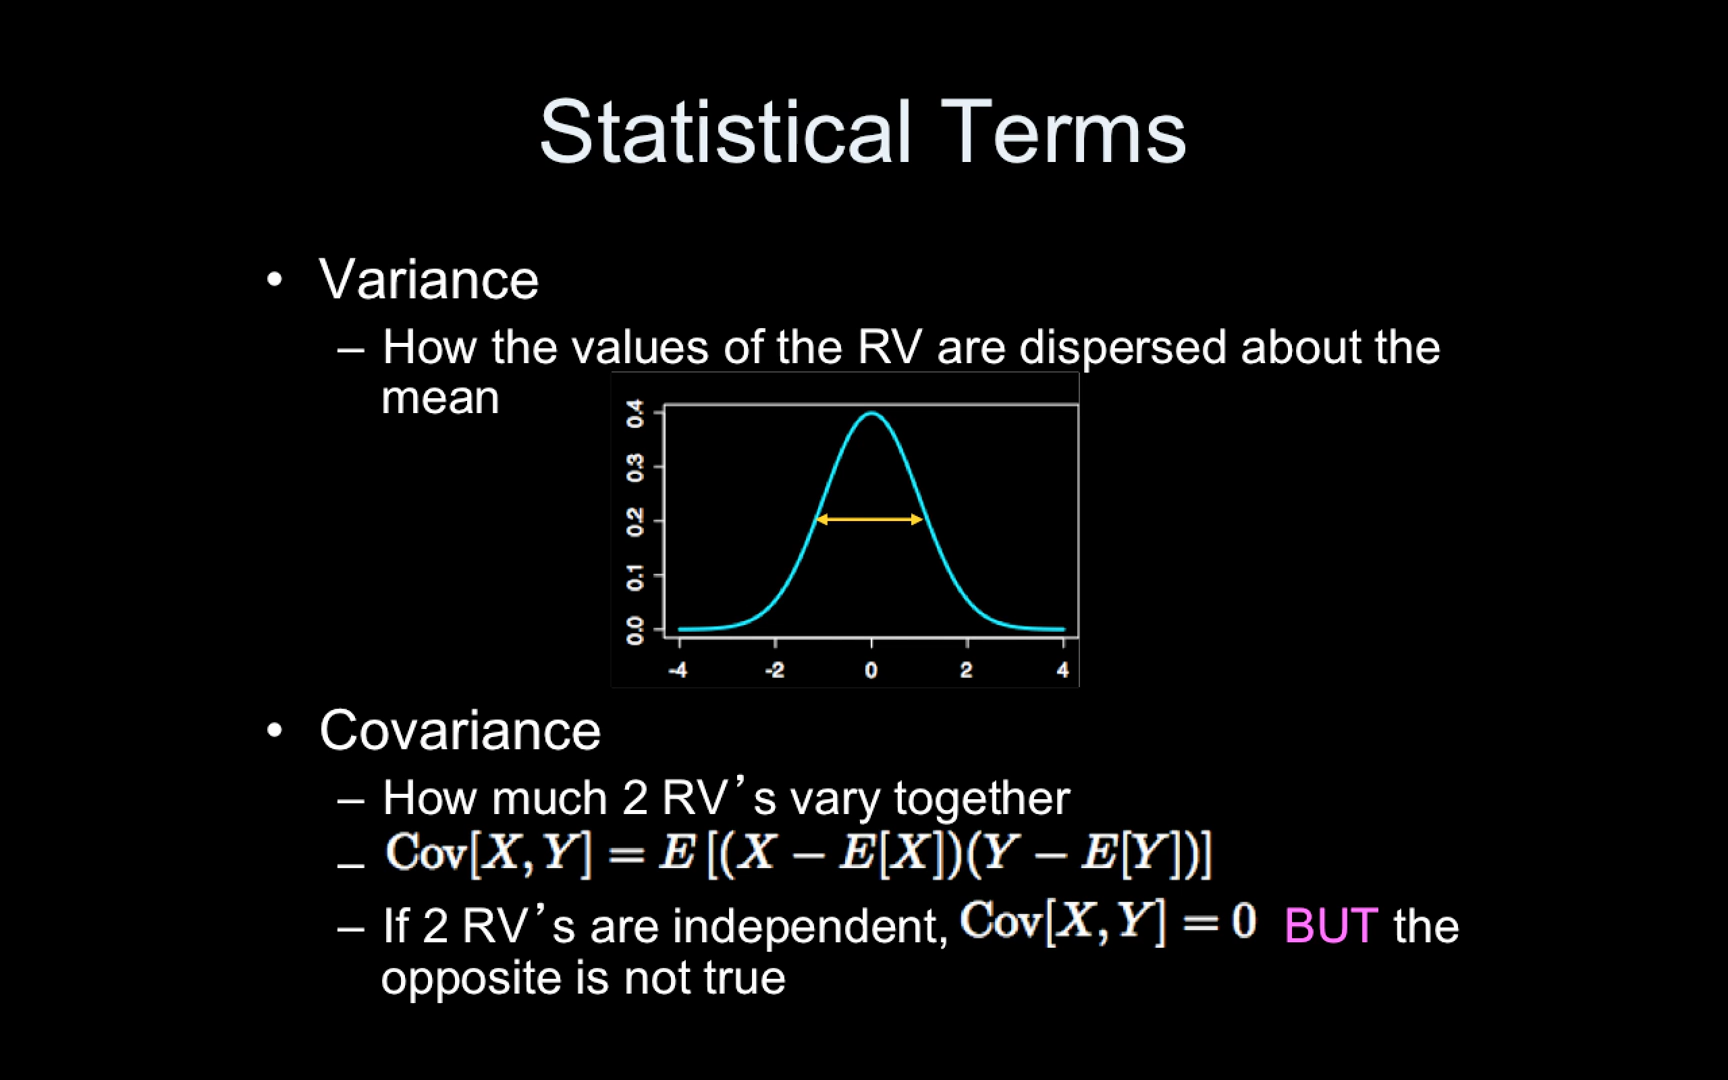 Statistical Terms
• Variance
– How the values of the RV are dispersed about the
mean
0.4
0.3
0.2
0.1
0.0
-4 -2 0 2 4
• Covariance
– How much 2 RV’s vary together
– Cov[X, Y] = E [(X − E[X])(Y − E[Y])]
– If 2 RV’s are independent, Cov[X, Y] = 0 BUT the
opposite is not true